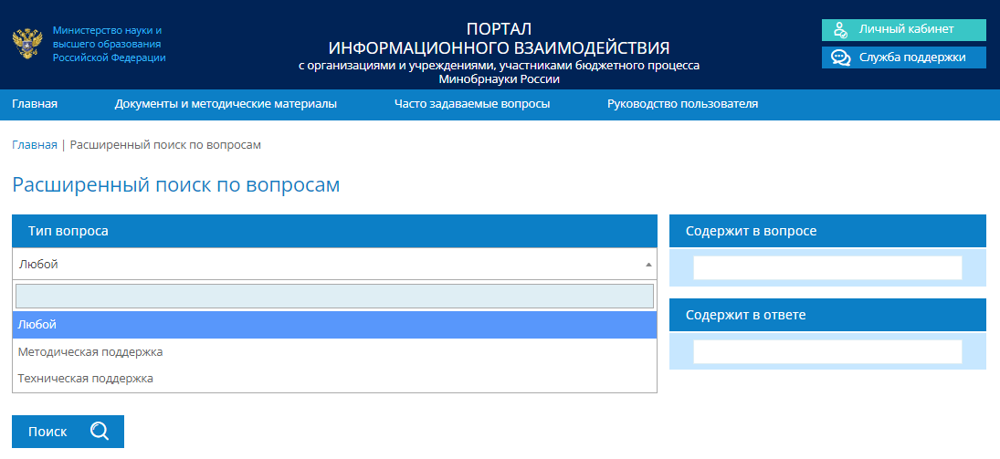 Министерство науки и
высшего образования
Российской Федерации
ПОРТАЛ
ИНФОРМАЦИОННОГО ВЗАИМОДЕЙСТВИЯ
с организациями и учреждениями, участниками бюджетного процесса
Минобрнауки России
Личный кабинет
Служба поддержки
Главная Документы и методические материалы Часто задаваемые вопросы Руководство пользователя
Главная | Расширенный поиск по вопросам
Расширенный поиск по вопросам
Тип вопроса
Любой
Любой
Методическая поддержка
Техническая поддержка
Содержит в вопросе
Содержит в ответе
Поиск